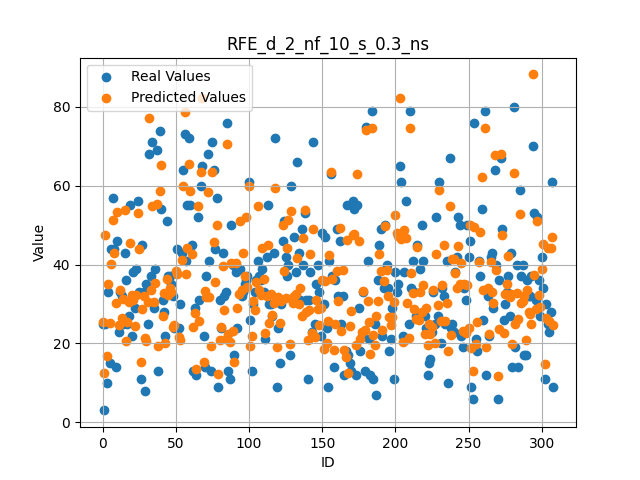 RFE_d_2_nf_10_s_0.3_ns
Real Values
Predicted Values
Value
80
60
40
20
0
0 50 100 150 200 250 300
ID